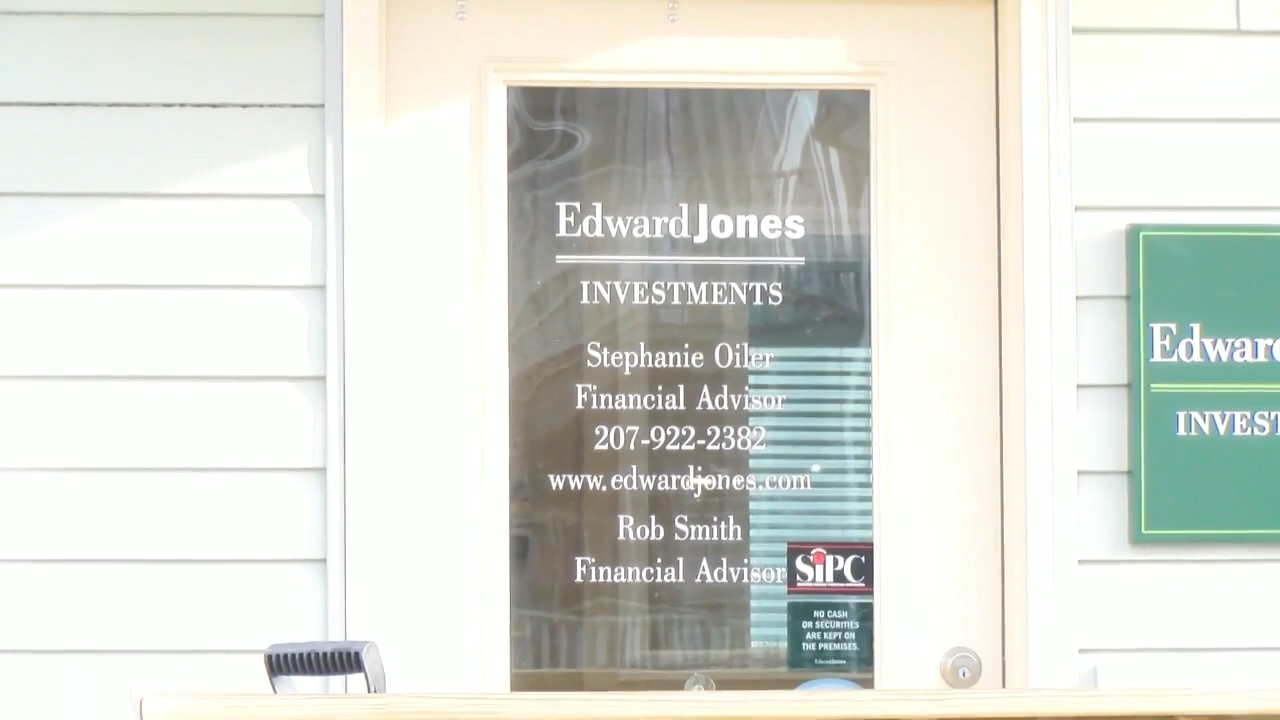 Edward Jones
INVESTMENTS
Stephanie Oiler
Financial Advisor
207-922-2382
www.edwardjones.com
Rob Smith
Financial Advisor
SiPC
NO CASH
OR SECURITIES
ARE KEPT ON
THE PREMISES.
EdwardJones
Edward
INVEST